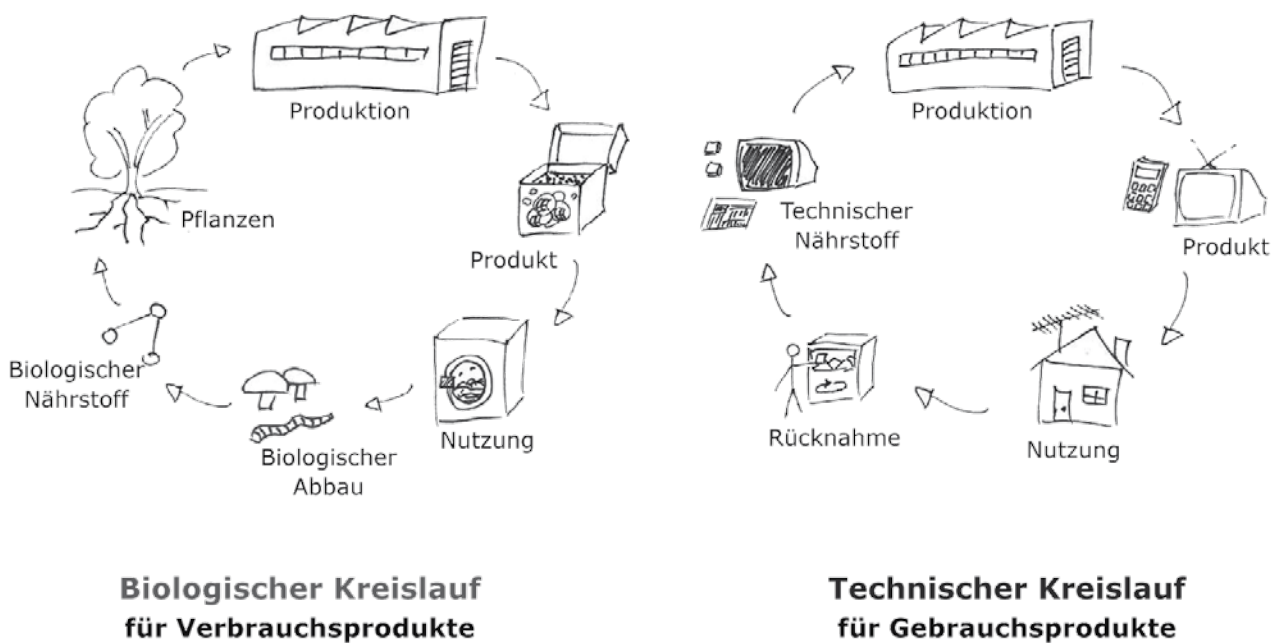 Produktion
Produkt
Nutzung
Biologischer
Abbau
Biologischer
Nährstoff
Pflanzen
Biologischer Kreislauf
für Verbrauchsprodukte
Produktion
Produkt
Nutzung
Rücknahme
Technischer
Nährstoff
Technischer Kreislauf
für Gebrauchsprodukte